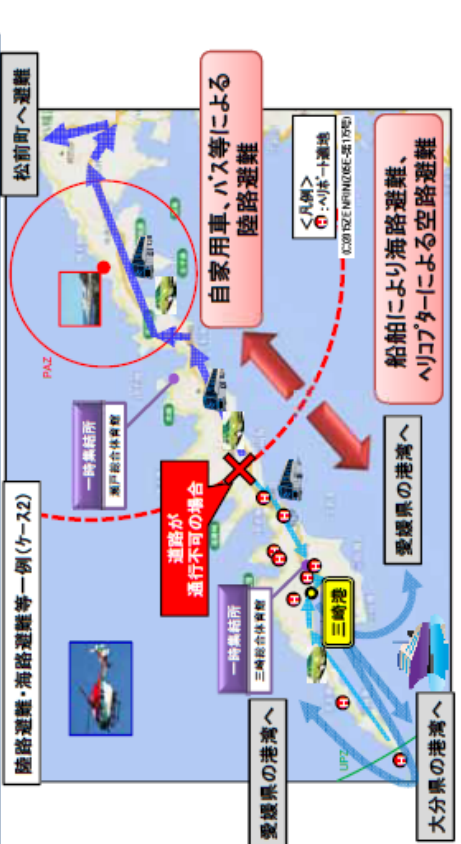 陸路避難・海路避難等一例(ケース2)
PAZ
一時集結所
瀬戸総合体育館
松前町へ避難
自家用車、バス等による
陸路避難
道路が
通行不可の場合
<凡例>
H:ヘリポート適地
船舶により海路避難、
ヘリコプターによる空路避難
一時集結所
三崎総合体育館
三崎港
愛媛県の港湾へ
愛媛県の港湾へ
UPZ
大分県の港湾へ